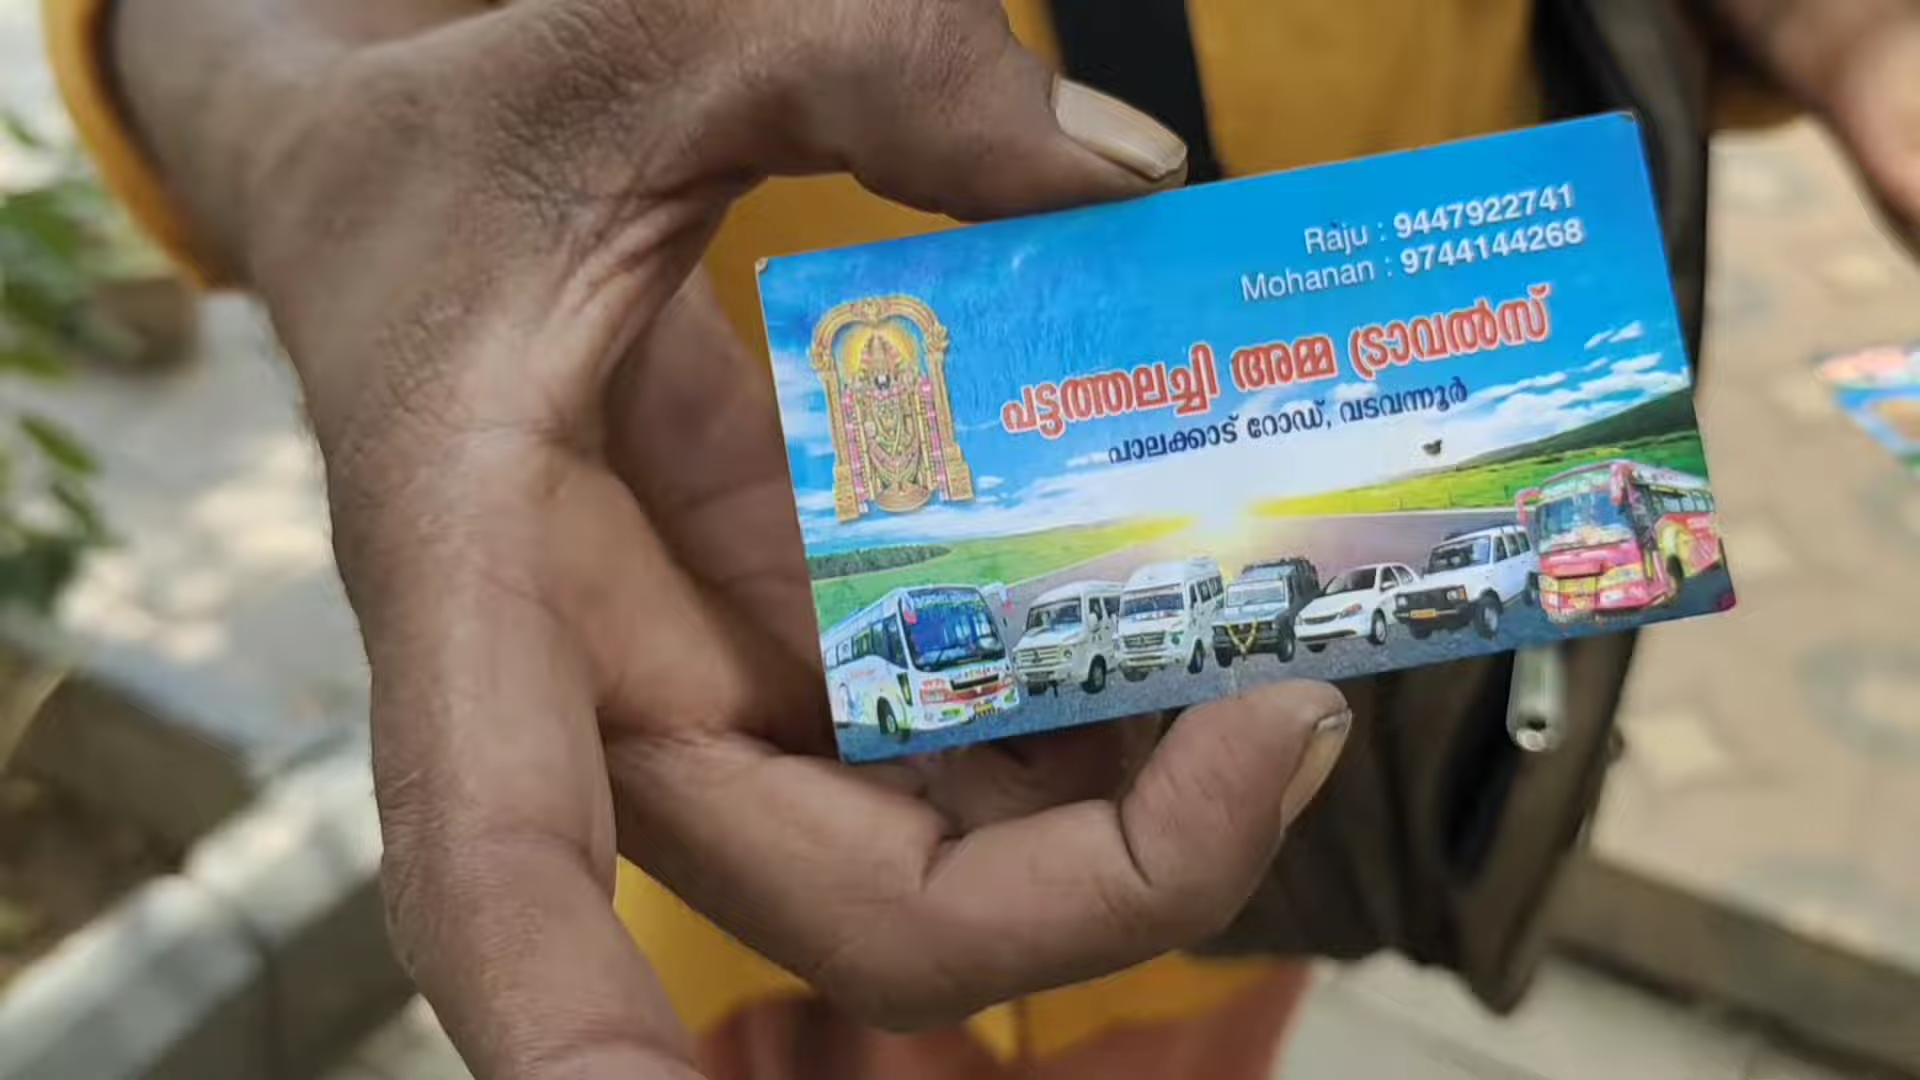 Raju : 9447922741
Mohanan : 9744144268
പട്ടത്തലച്ചി അമ്മ ട്രാവൽസ്
പാലക്കാട് റോഡ്, വടവന്നൂർ